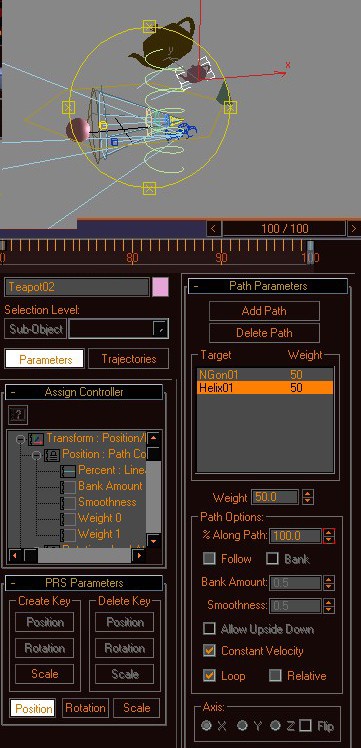 y
x
< 100 / 100 >
80 90 100
Teapot02
Selection Level:
Sub-Object
Parameters Trajectories
- Assign Controller
Transform : Position/
Position : Path Co
Percent : Line
Bank Amount
Smoothness
Weight 0
Weight 1
- PRS Parameters
Create Key Delete Key
Position Position
Rotation Rotation
Scale Scale
Position Rotation Scale
- Path Parameters
Add Path
Delete Path
Target Weight
NGon01 50
Helix01 50
Weight 50.0
Path Options:
% Along Path: 100.0
Follow Bank
Bank Amount: 0.5
Smoothness: 0.5
Allow Upside Down
Constant Velocity
Loop Relative
Axis:
X Y Z Flip